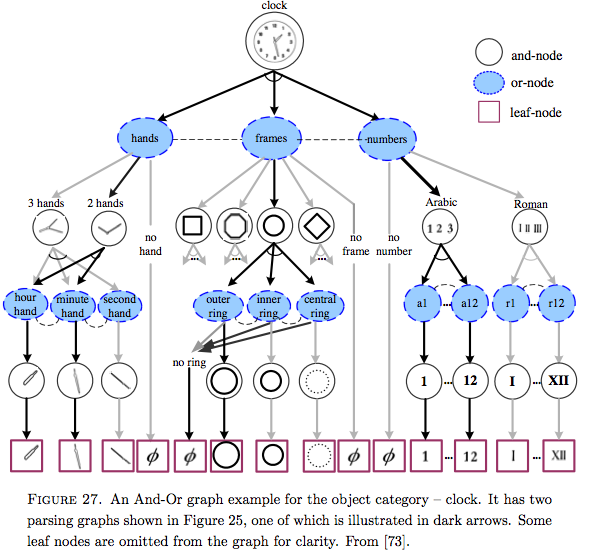 clock
and-node
or-node
leaf-node
hands
frames
numbers
3 hands
2 hands
Arabic
Roman
1 2 3
I II III
no
hand
...
...
...
no
frame
no
number
hour
hand
minute
hand
second
hand
outer
ring
inner
ring
central
ring
a1
...
a12
r1
...
r12
no ring
1
...
12
I
...
XII
ϕ
ϕ
ϕ
ϕ
1
...
12
I
...
XII
FIGURE 27. An And-Or graph example for the object category – clock. It has two
parsing graphs shown in Figure 25, one of which is illustrated in dark arrows. Some
leaf nodes are omitted from the graph for clarity. From [73].